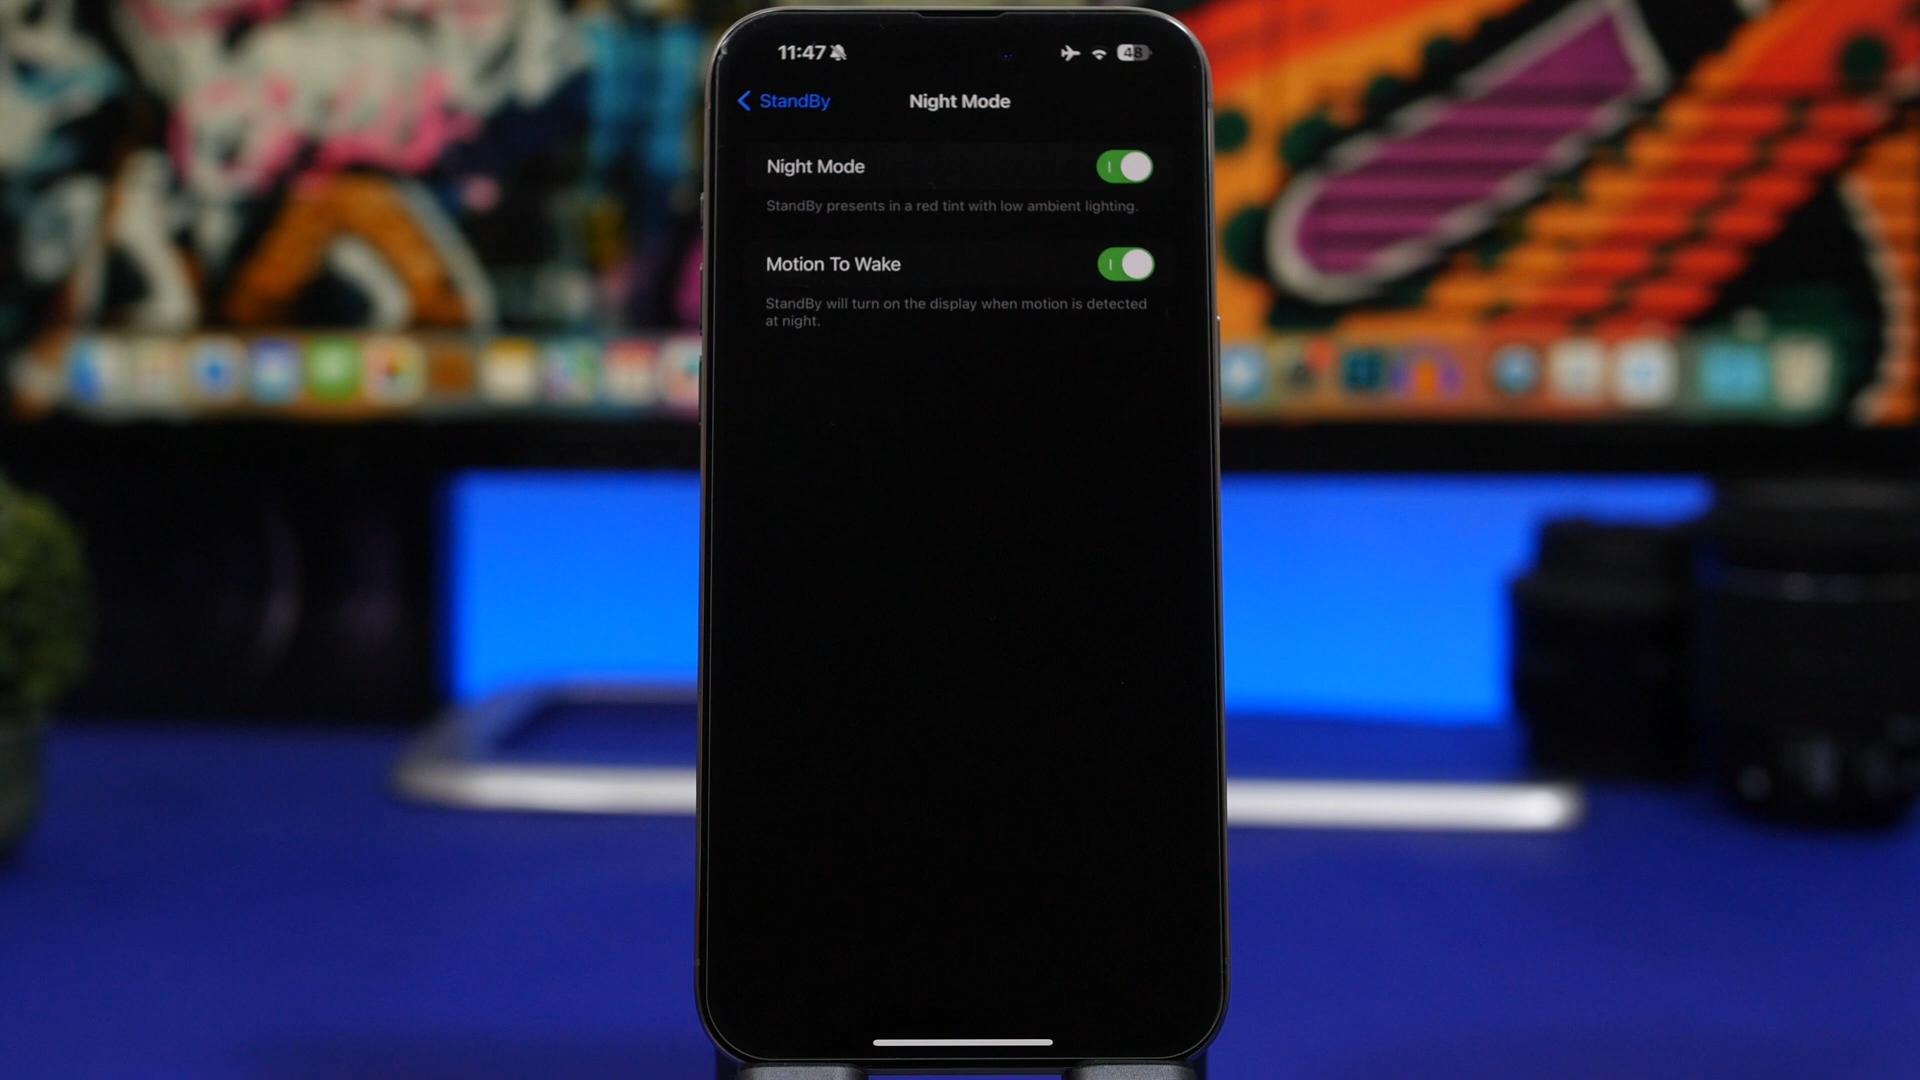 11:47
48
StandBy
Night Mode
Night Mode
StandBy presents in a red tint with low ambient lighting.
Motion To Wake
StandBy will turn on the display when motion is detected
at night.